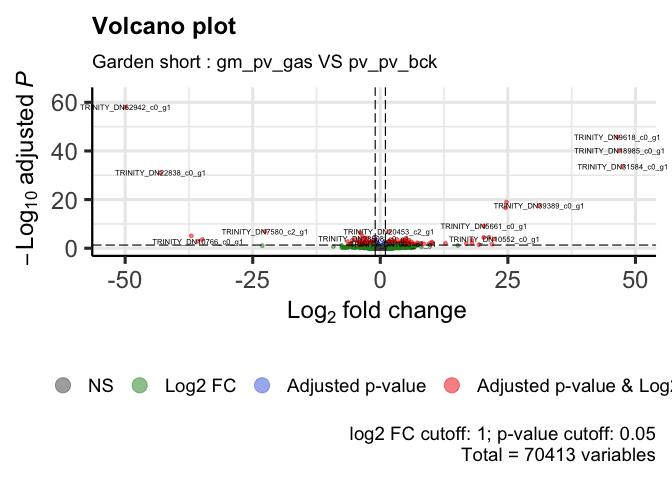 Volcano plot
Garden short : gm_pv_gas VS pv_pv_bck
− Log10 adjusted P
60
40
20
0
TRINITY_DN62942_c0_g1
TRINITY_DN9618_c0_g1
TRINITY_DN18985_c0_g1
TRINITY_DN31584_c0_g1
TRINITY_DN22838_c0_g1
TRINITY_DN39389_c0_g1
TRINITY_DN5661_c0_g1
TRINITY_DN7580_c2_g1
TRINITY_DN20453_c2_g1
TRINITY_DN10552_c0_g1
-50 -25 0 25 50
Log2 fold change
NS Log2 FC Adjusted p-value Adjusted p-value & Log2
log2 FC cutoff: 1; p-value cutoff: 0.05
Total = 70413 variables